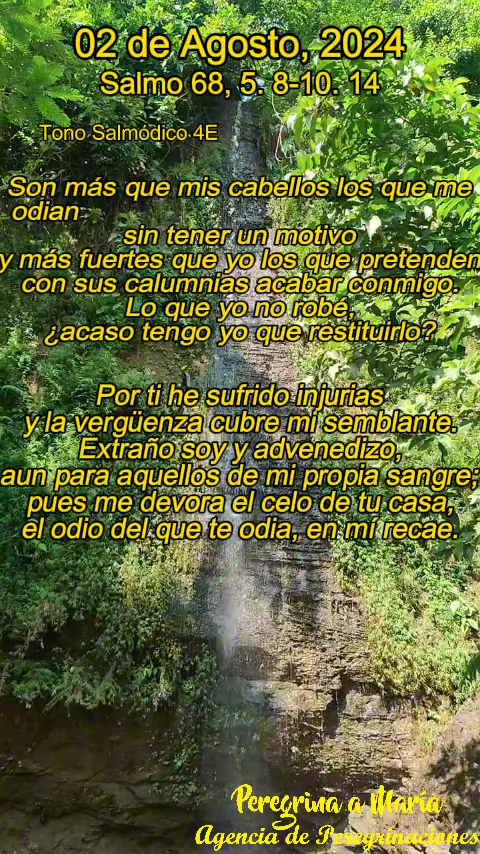 02 de Agosto, 2024
Salmo 68, 5. 8-10. 14
Tono Salmódico 4E
Son más que mis cabellos los que me
odian
sin tener un motivo
y más fuertes que yo los que pretenden
con sus calumnias acabar conmigo.
Lo que yo no robé,
¿acaso tengo yo que restituirlo?
Por ti he sufrido injurias
y la vergüenza cubre mi semblante.
Extraño soy y advenedizo,
aun para aquellos de mi propia sangre;
pues me devora el celo de tu casa,
el odio del que te odia, en mí recae.
Peregrina a María
Agencia de Peregrinaciones